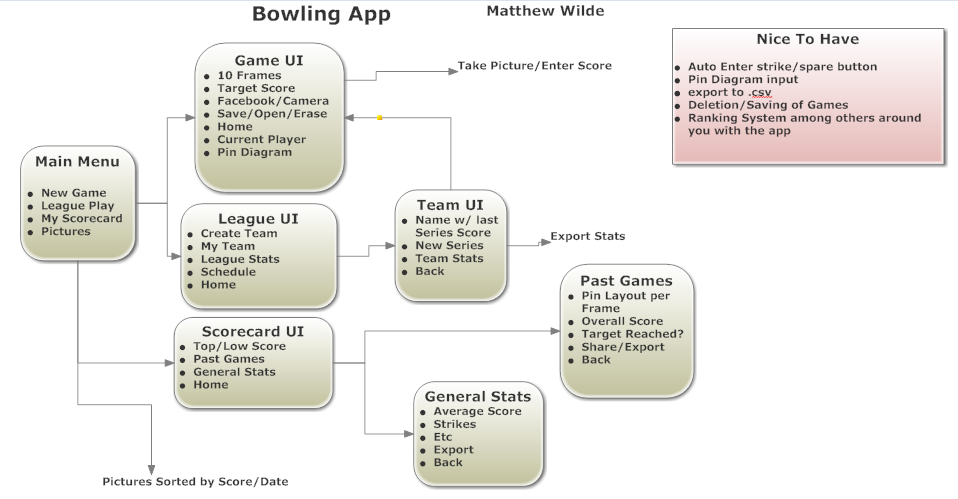 Bowling App
Matthew Wilde
Nice To Have
● Auto Enter strike/spare button
● Pin Diagram input
● export to .csv
● Deletion/Saving of Games
● Ranking System among others around
you with the app
Game UI
● 10 Frames
● Target Score
● Facebook/Camera
● Save/Open/Erase
● Home
● Current Player
● Pin Diagram
Take Picture/Enter Score
Main Menu
● New Game
● League Play
● My Scorecard
● Pictures
League UI
● Create Team
● My Team
● League Stats
● Schedule
● Home
Team UI
● Name w/ last
Series Score
● New Series
● Team Stats
● Back
Export Stats
Past Games
● Pin Layout per
Frame
● Overall Score
● Target Reached?
● Share/Export
● Back
Scorecard UI
● Top/Low Score
● Past Games
● General Stats
● Home
General Stats
● Average Score
● Strikes
● Etc
● Export
● Back
Pictures Sorted by Score/Date